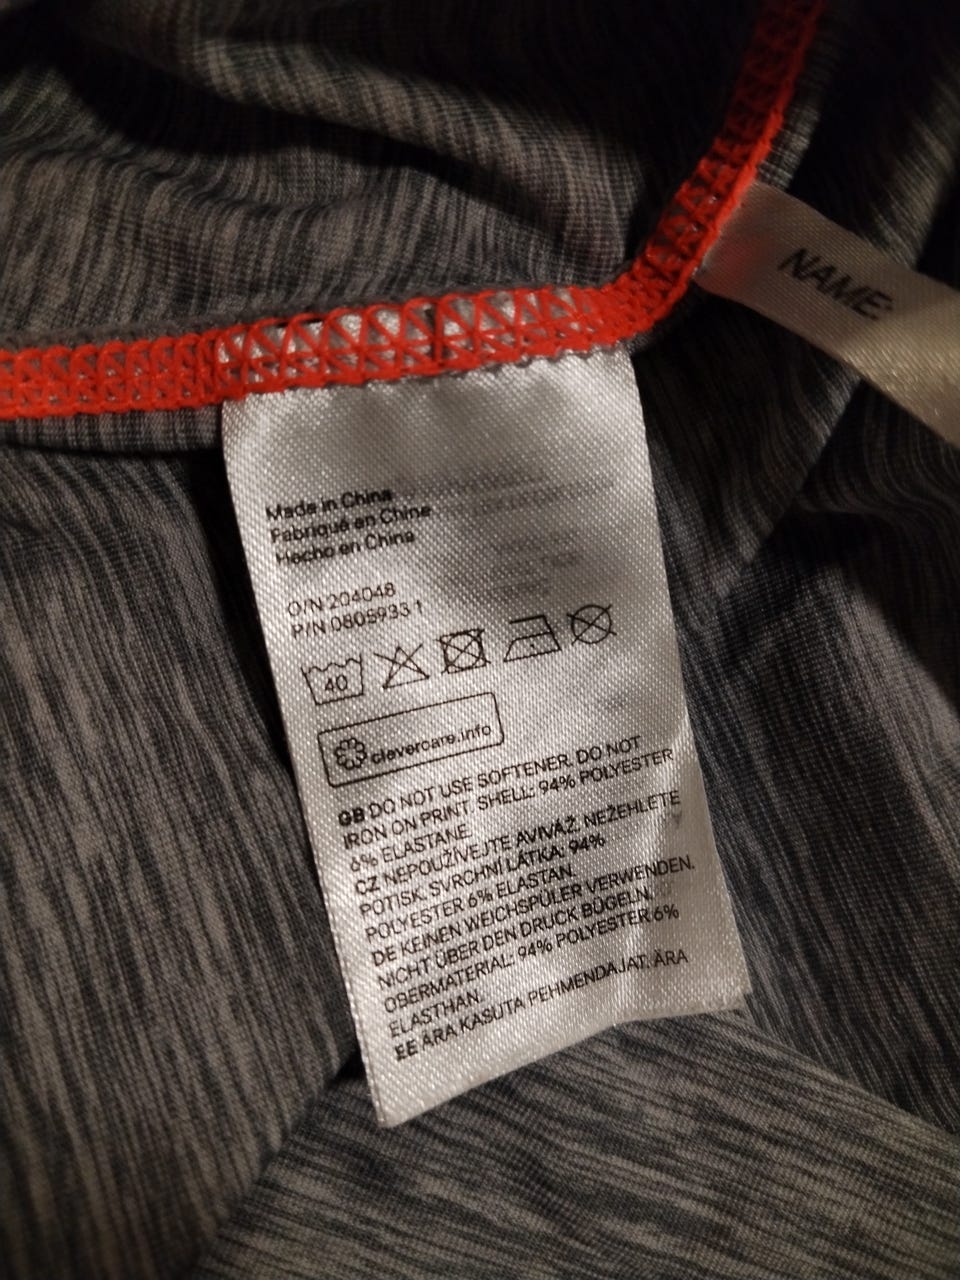 NAME:
Made in China
Fabriqué en Chine
Hecho en China
O/N 204048
P/N 0805933 1
40
clevercare.info
GB DO NOT USE SOFTENER. DO NOT
IRON ON PRINT. SHELL: 94% POLYESTER
6% ELASTANE.
CZ NEPOUŽÍVEJTE AVIVÁŽ. NEŽEHLETE
POTISK. SVRCHNÍ LÁTKA: 94%
POLYESTER 6% ELASTAN.
DE KEINEN WEICHSPÜLER VERWENDEN.
NICHT ÜBER DEN DRUCK BÜGELN.
OBERMATERIAL: 94% POLYESTER 6%
ELASTHAN.
EE ÄRA KASUTA PEHMENDAJAT. ÄRA